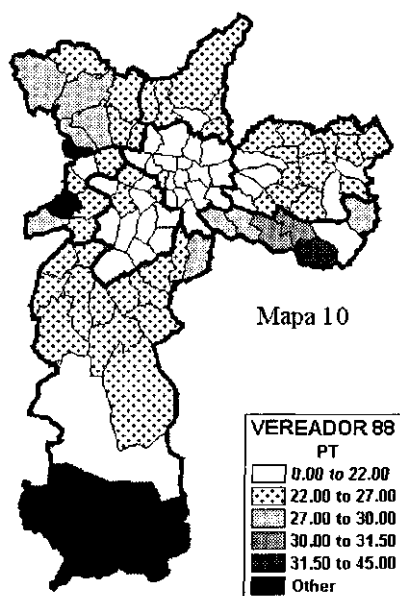 Mapa 10
VEREADOR 88
PT
0.00 to 22.00
22.00 to 27.00
27.00 to 30.00
30.00 to 31.50
31.50 to 45.00
Other